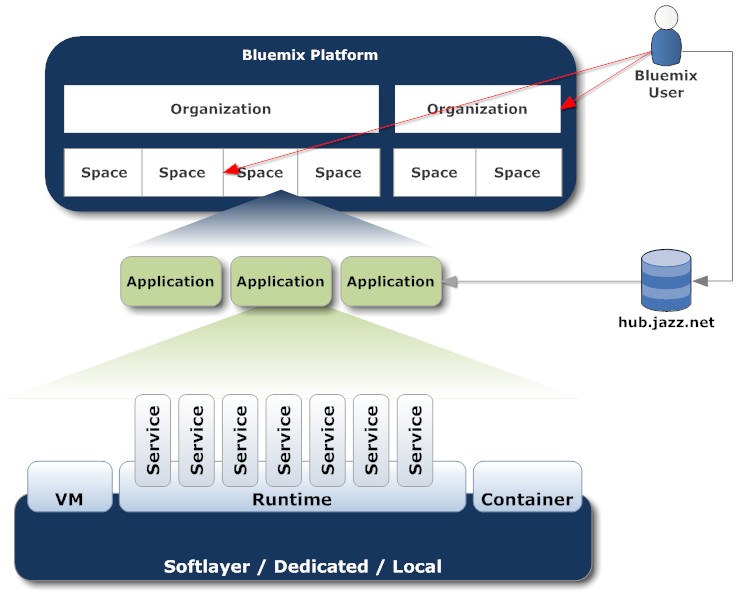 Bluemix Platform
Bluemix
User
Organization
Organization
Space
Space
Space
Space
Space
Space
Application
Application
Application
hub.jazz.net
Service
Service
Service
Service
Service
Service
Service
VM
Runtime
Container
Softlayer / Dedicated / Local